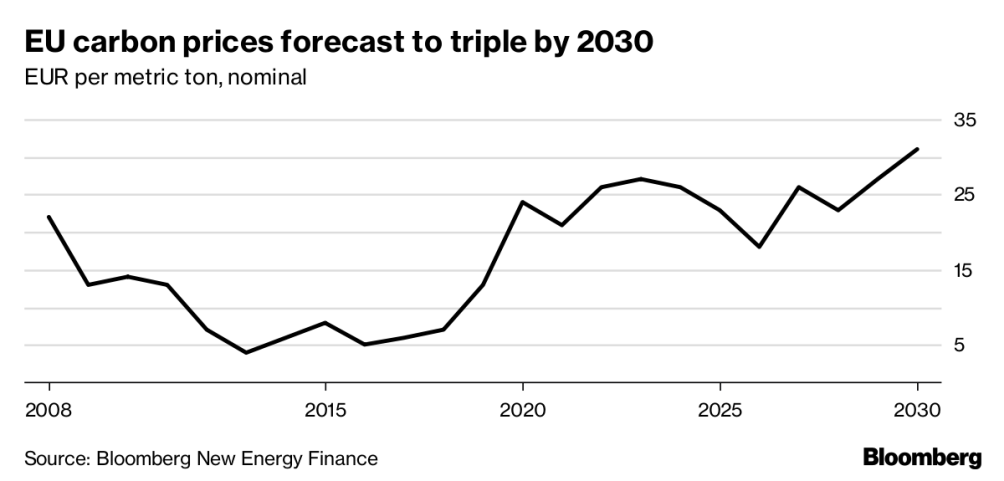 EU carbon prices forecast to triple by 2030
EUR per metric ton, nominal
35
25
15
5
2008 2015 2020 2025 2030
Source: Bloomberg New Energy Finance Bloomberg